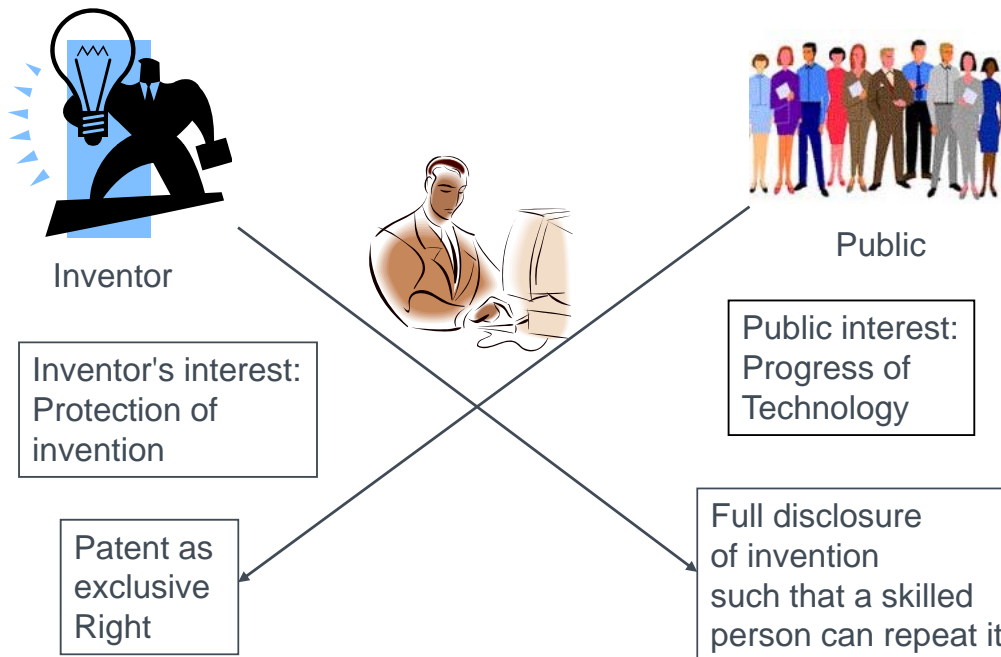 Inventor
Public
Inventor's interest:
Protection of
invention
Public interest:
Progress of
Technology
Patent as
exclusive
Right
Full disclosure
of invention
such that a skilled
person can repeat it